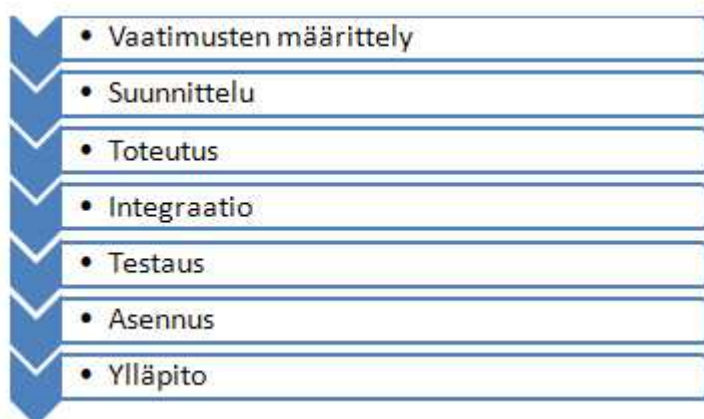 • Vaatimusten määrittely
• Suunnittelu
• Toteutus
• Integraatio
• Testaus
• Asennus
• Ylläpito